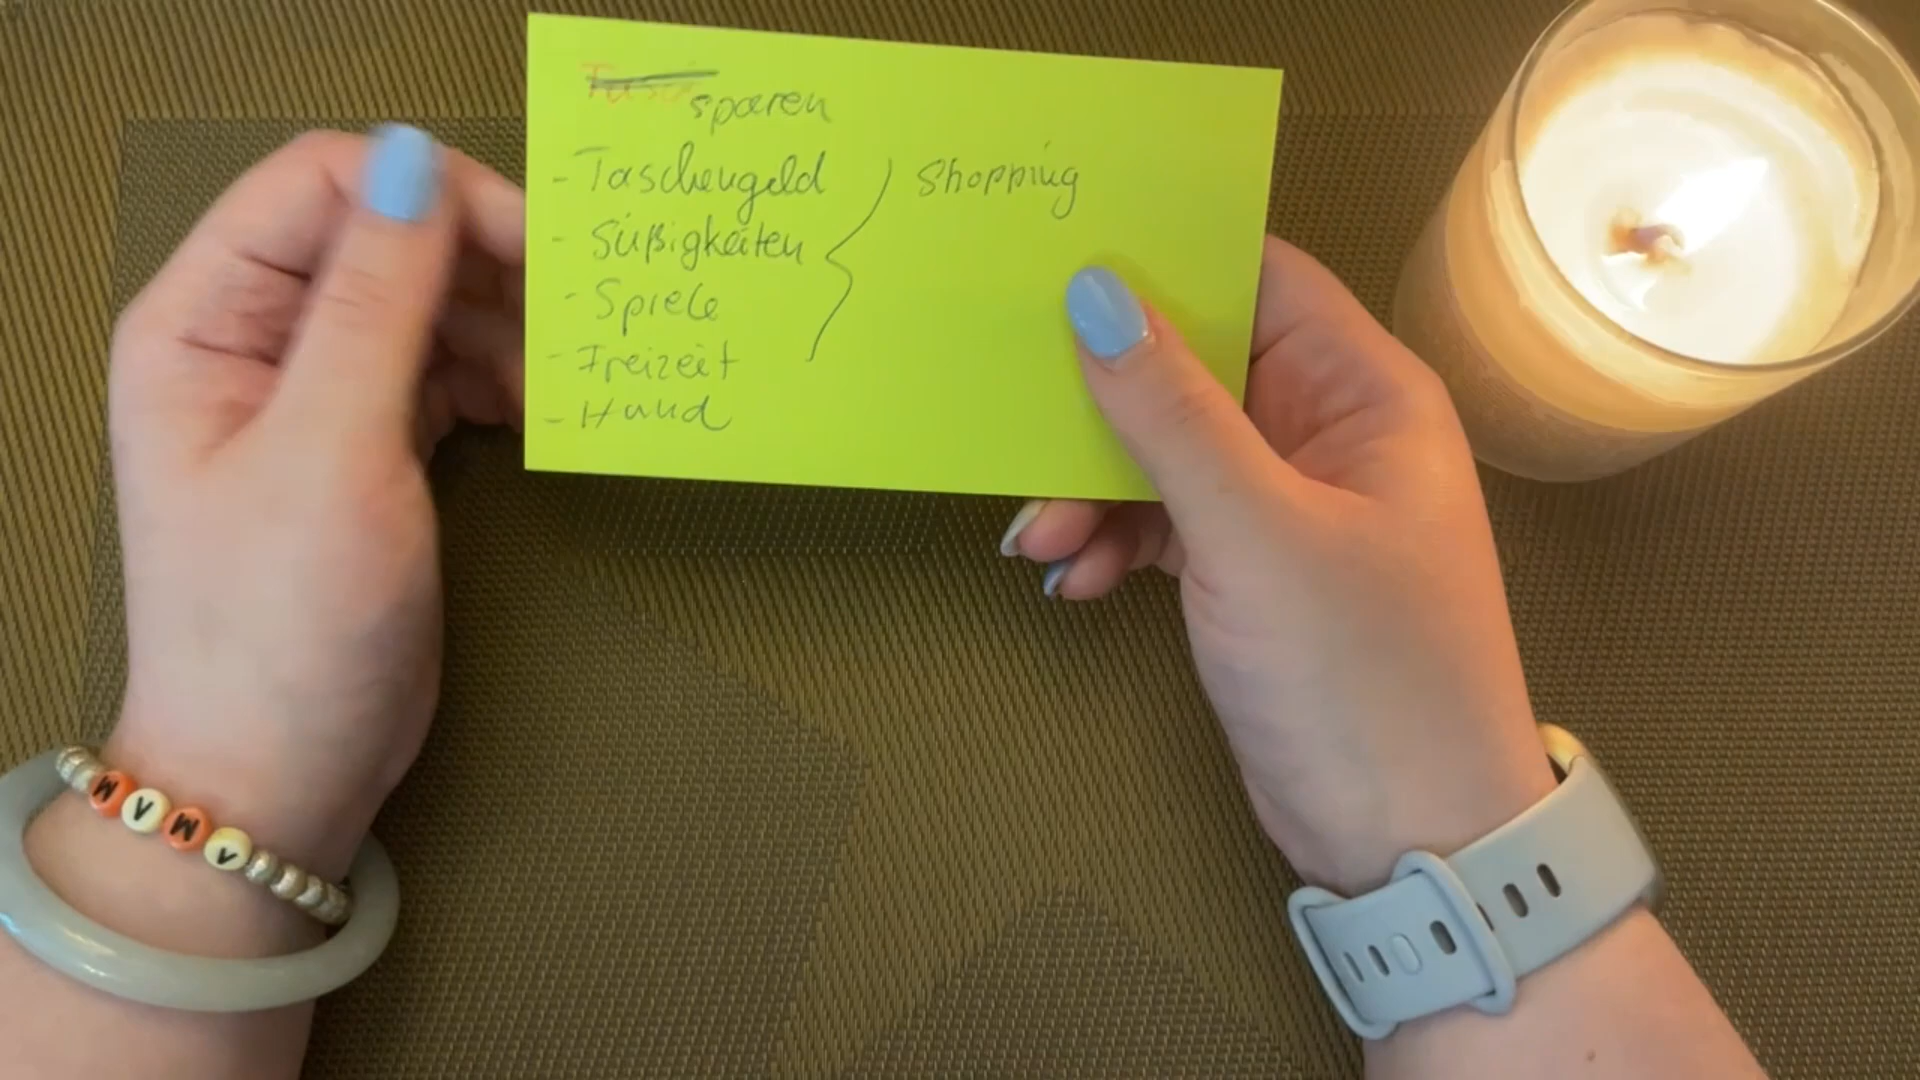 sparen
- Taschengeld
- Süßigkeiten
- Spiele
- Freizeit
- Hund
Shopping
M V M V